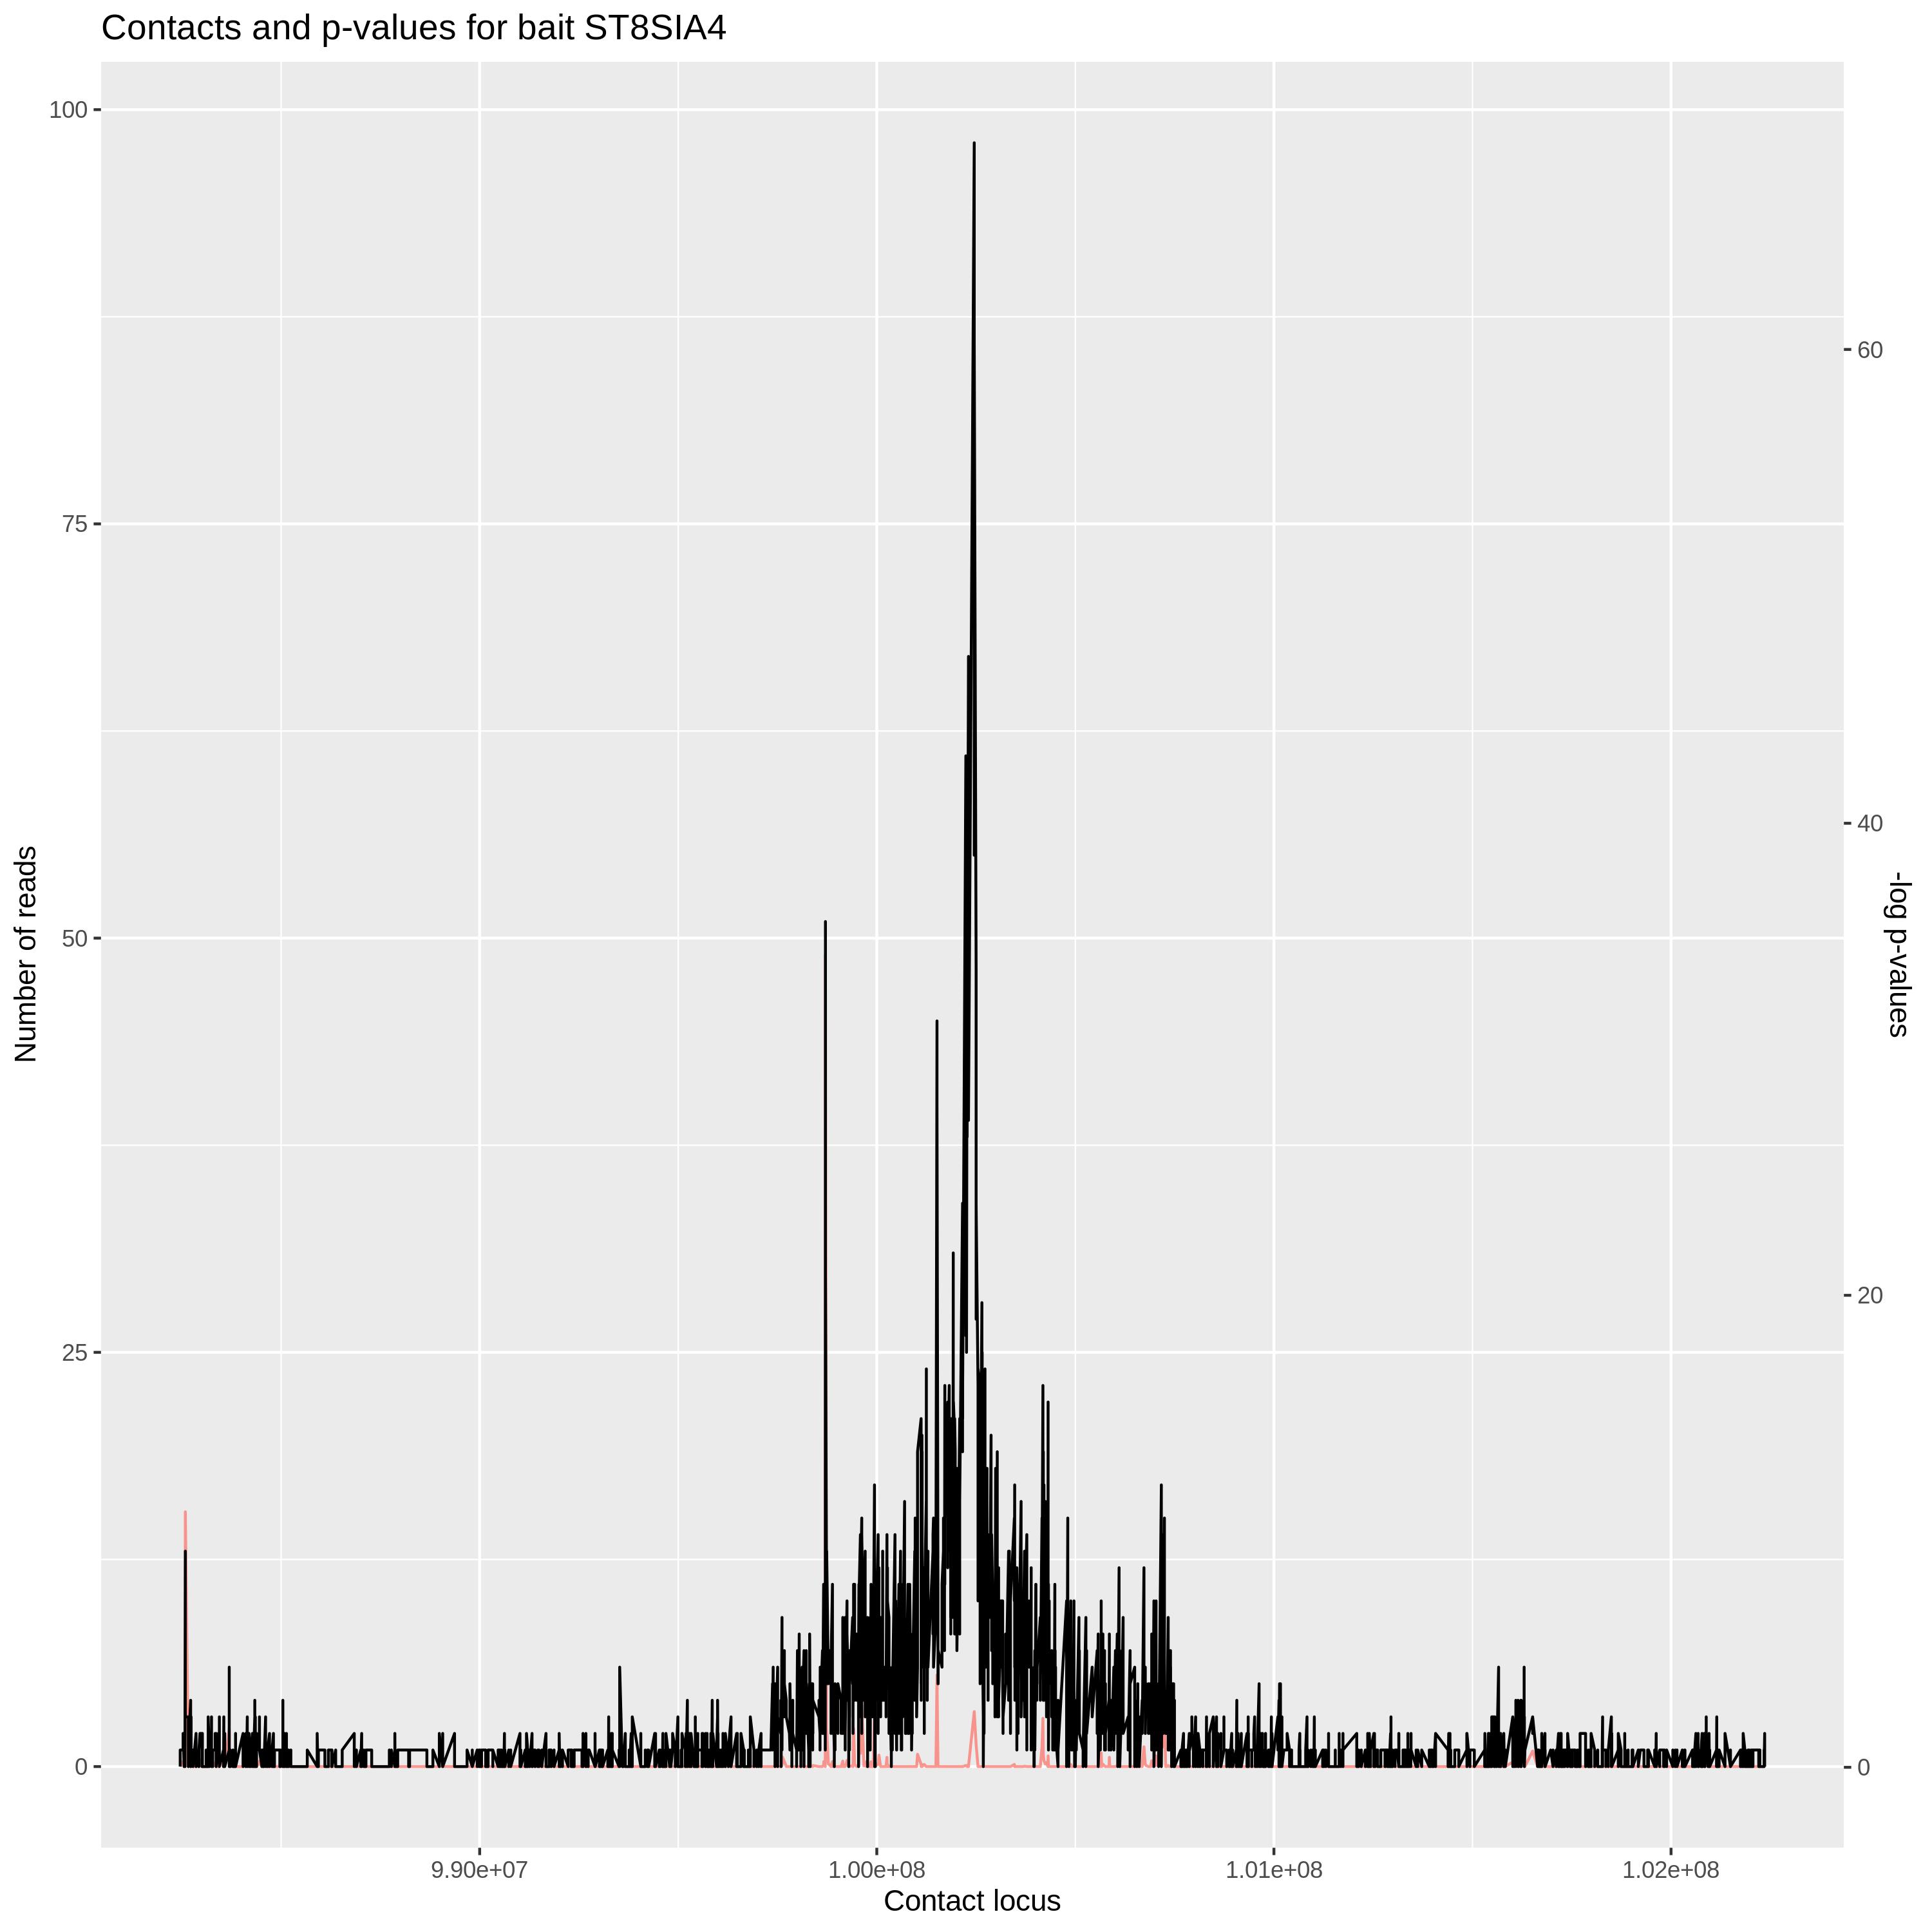 Contacts and p-values for bait ST8SIA4
100
75
50
25
0
Number of reads
60
40
20
0
-log p-values
9.90e+07
1.00e+08
1.01e+08
1.02e+08
Contact locus